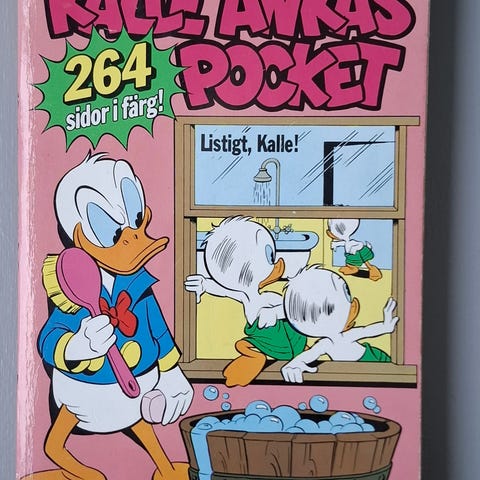 KALLE ANKAS
POCKET
264
sidor i färg!
Listigt, Kalle!